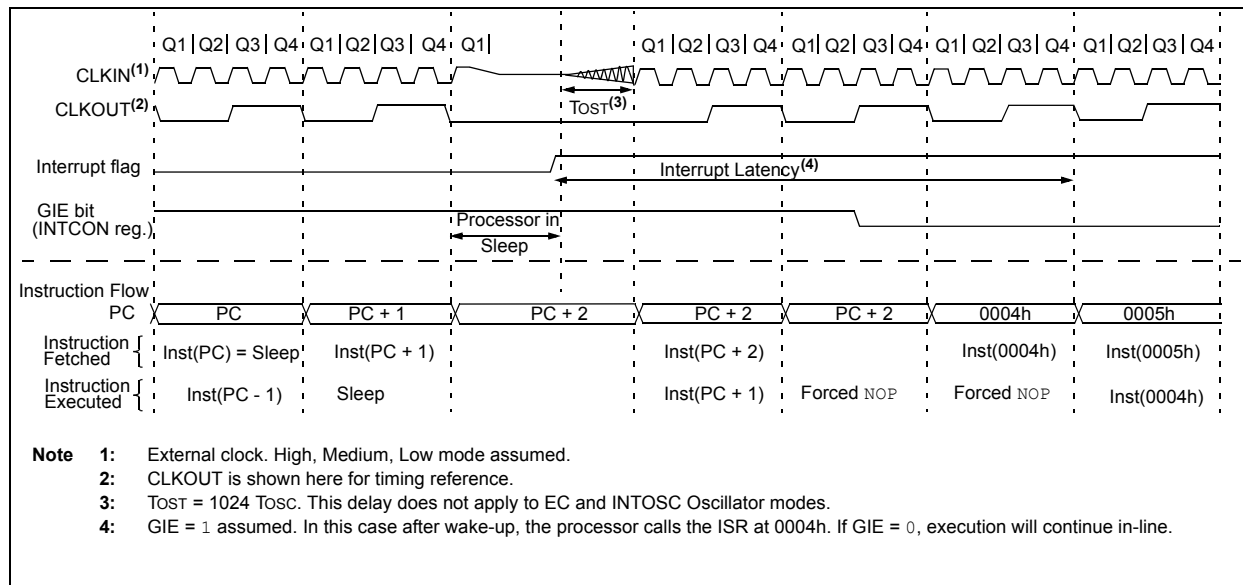 Q1 | Q2 | Q3 | Q4 Q1 | Q2 | Q3 | Q4 Q1 | Q1 | Q2 | Q3 | Q4 Q1 | Q2 | Q3 | Q4 Q1 | Q2 | Q3 | Q4 Q1 | Q2 | Q3 | Q4
CLKIN(1)
CLKOUT(2)
TOST(3)
Interrupt flag
Interrupt Latency(4)
GIE bit
(INTCON reg.)
Processor in
Sleep
Instruction Flow
PC PC PC + 1 PC + 2 PC + 2 PC + 2 0004h 0005h
Instruction
Fetched
Inst(PC) = Sleep Inst(PC + 1) Inst(PC + 2) Inst(0004h) Inst(0005h)
Instruction
Executed
Inst(PC - 1) Sleep Inst(PC + 1) Forced NOP Forced NOP Inst(0004h)
Note 1: External clock. High, Medium, Low mode assumed.
2: CLKOUT is shown here for timing reference.
3: TOST = 1024 TOSC. This delay does not apply to EC and INTOSC Oscillator modes.
4: GIE = 1 assumed. In this case after wake-up, the processor calls the ISR at 0004h. If GIE = 0, execution will continue in-line.